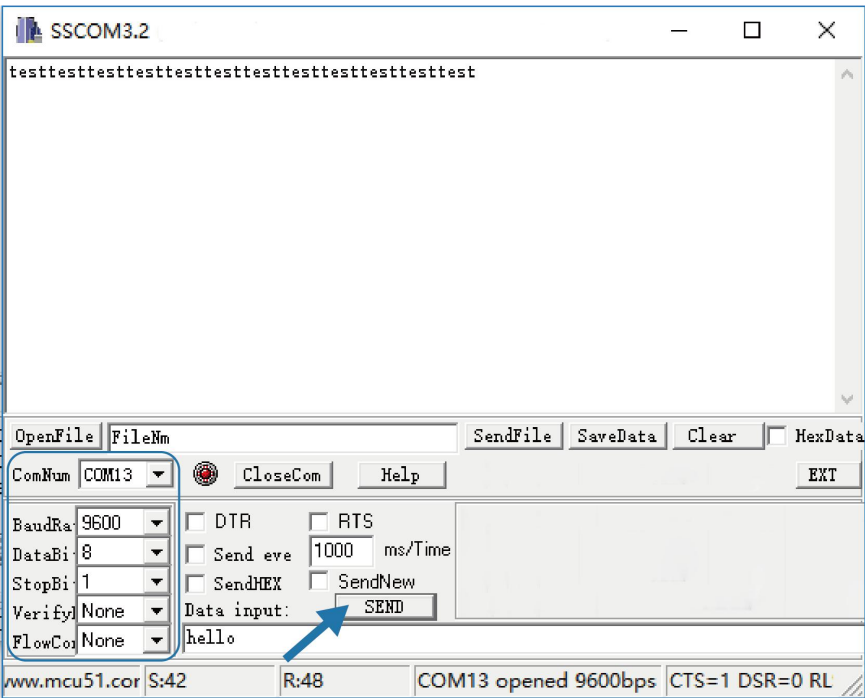 SSCOM3.2
testtesttesttesttesttesttesttesttesttesttesttest
OpenFile FileNm SendFile SaveData Clear HexData
ComNum COM13 CloseCom Help EXT
BaudRa 9600 DTR RTS
DataBi 8 Send eve 1000 ms/Time
StopBi 1 SendHEX SendNew
Verify None Data input: SEND
FlowCo None hello
www.mcu51.cor S:42 R:48 COM13 opened 9600bps CTS=1 DSR=0 RL